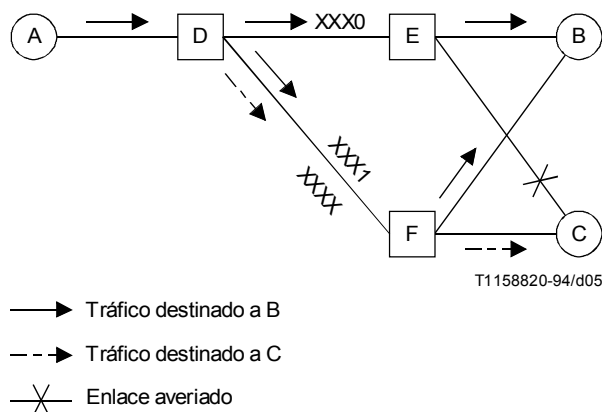 A
D
XXX0
E
B
XXX1
XXXX
F
C
T1158820-94/d05
Tráfico destinado a B
Tráfico destinado a C
Enlace averiado